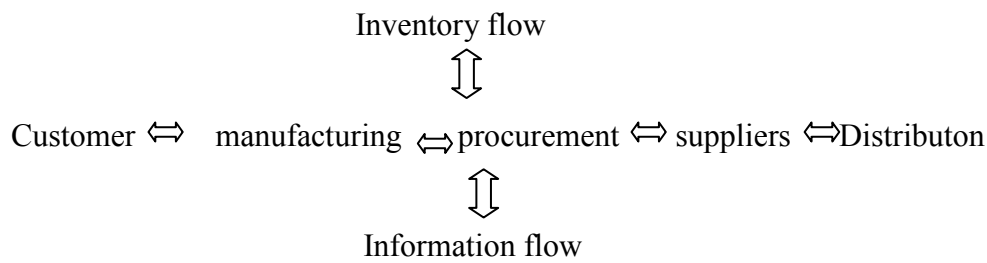 Inventory flow
Customer ⇔ manufacturing ⇔ procurement ⇔ suppliers ⇔ Distributon
Information flow